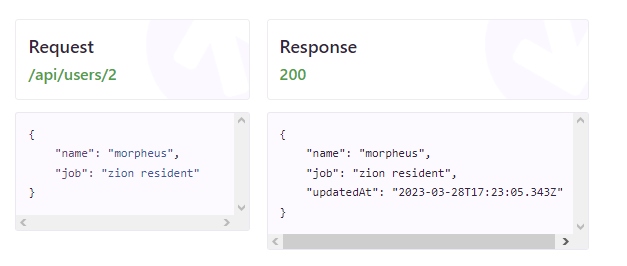 Request
/api/users/2
{
    "name": "morpheus",
    "job": "zion resident"
}
Response
200
{
    "name": "morpheus",
    "job": "zion resident",
    "updatedAt": "2023-03-28T17:23:05.343Z"
}